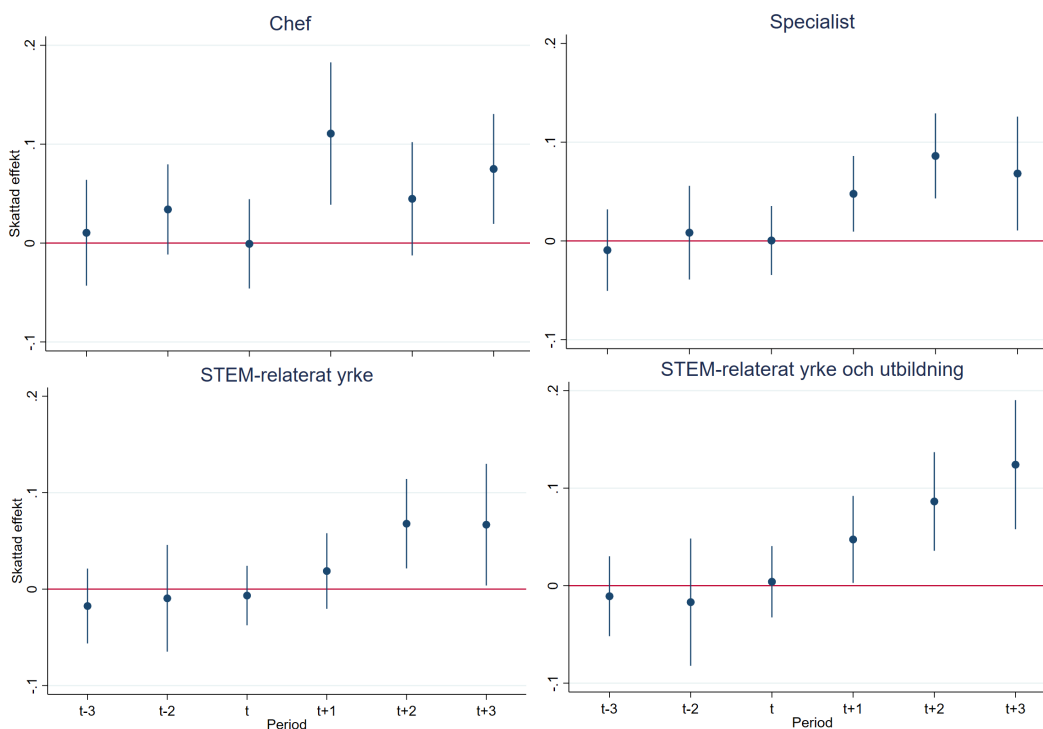 Chef
Skattad effekt
.2
.1
0
-.1
Specialist
.2
.1
0
-.1
STEM-relaterat yrke
Skattad effekt
.2
.1
0
-.1
t-3 t-2 t t+1 t+2 t+3
Period
STEM-relaterat yrke och utbildning
.2
.1
0
-.1
t-3 t-2 t t+1 t+2 t+3
Period